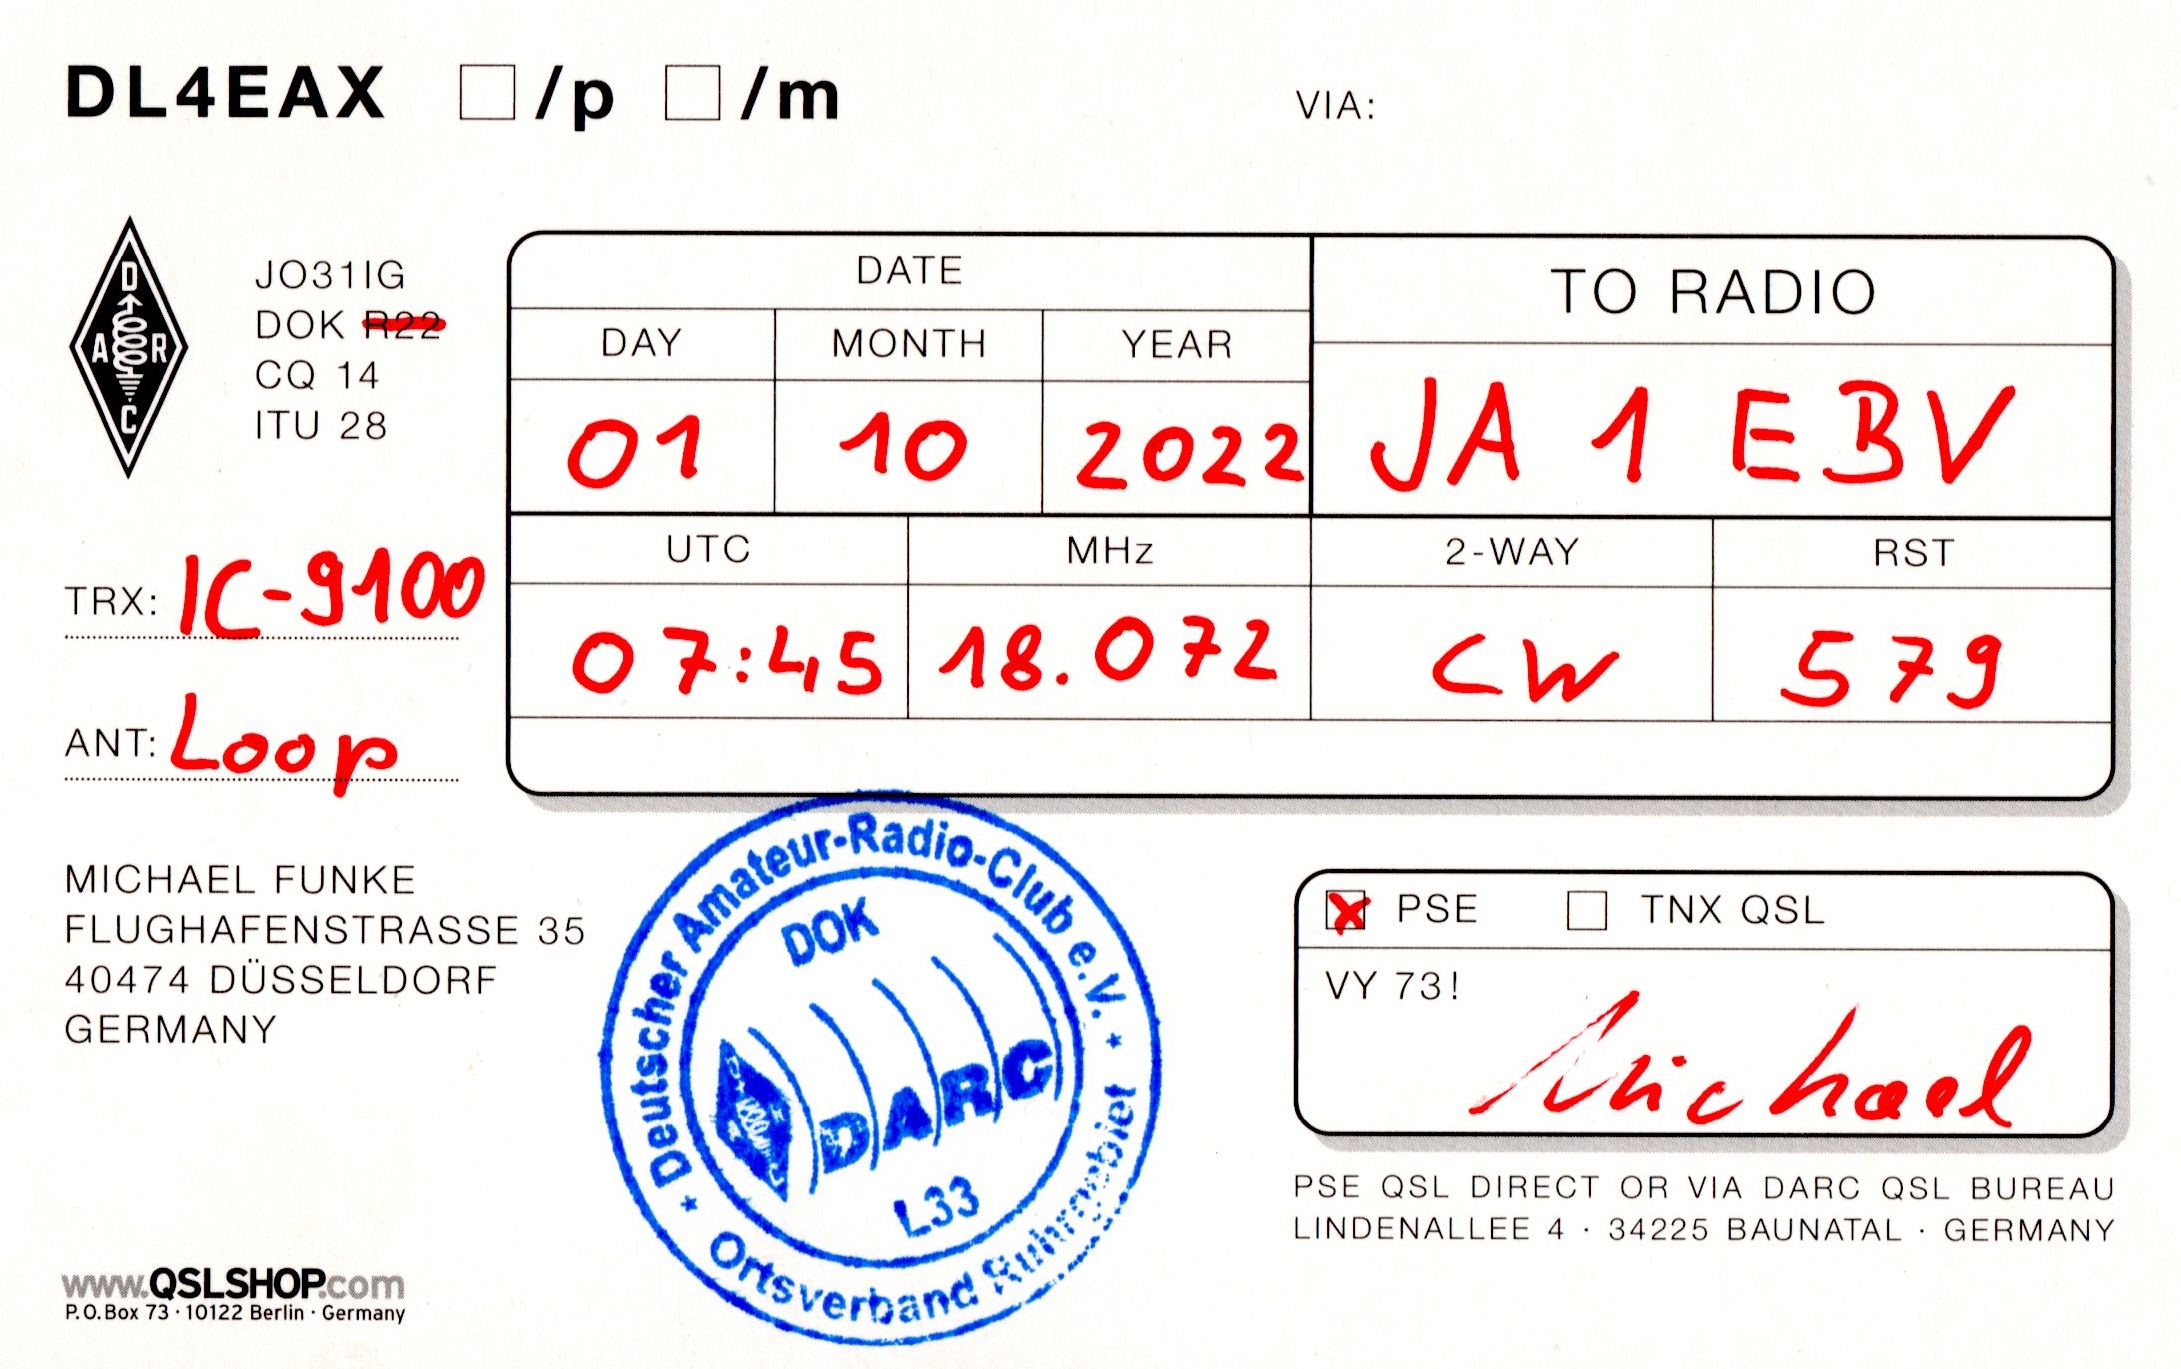 DL4EAX /p /m
VIA:
D
A R
C
JO31IG
DOK R22
CQ 14
ITU 28
DATE
TO RADIO
DAY MONTH YEAR
01 10 2022
JA 1 EBV
UTC MHz 2-WAY RST
07:45 18.072 CW 579
TRX: IC-9100
ANT: Loop
MICHAEL FUNKE
FLUGHAFENSTRASSE 35
40474 DÜSSELDORF
GERMANY
Deutscher Amateur-Radio-Club e.V.
DOK
DARC
L33
Ortsverband Ruhrgebiet
PSE TNX QSL
VY 73!
Michael
PSE QSL DIRECT OR VIA DARC QSL BUREAU
LINDENALLEE 4 · 34225 BAUNATAL · GERMANY
www.QSLSHOP.com
P.O.Box 73 · 10122 Berlin · Germany